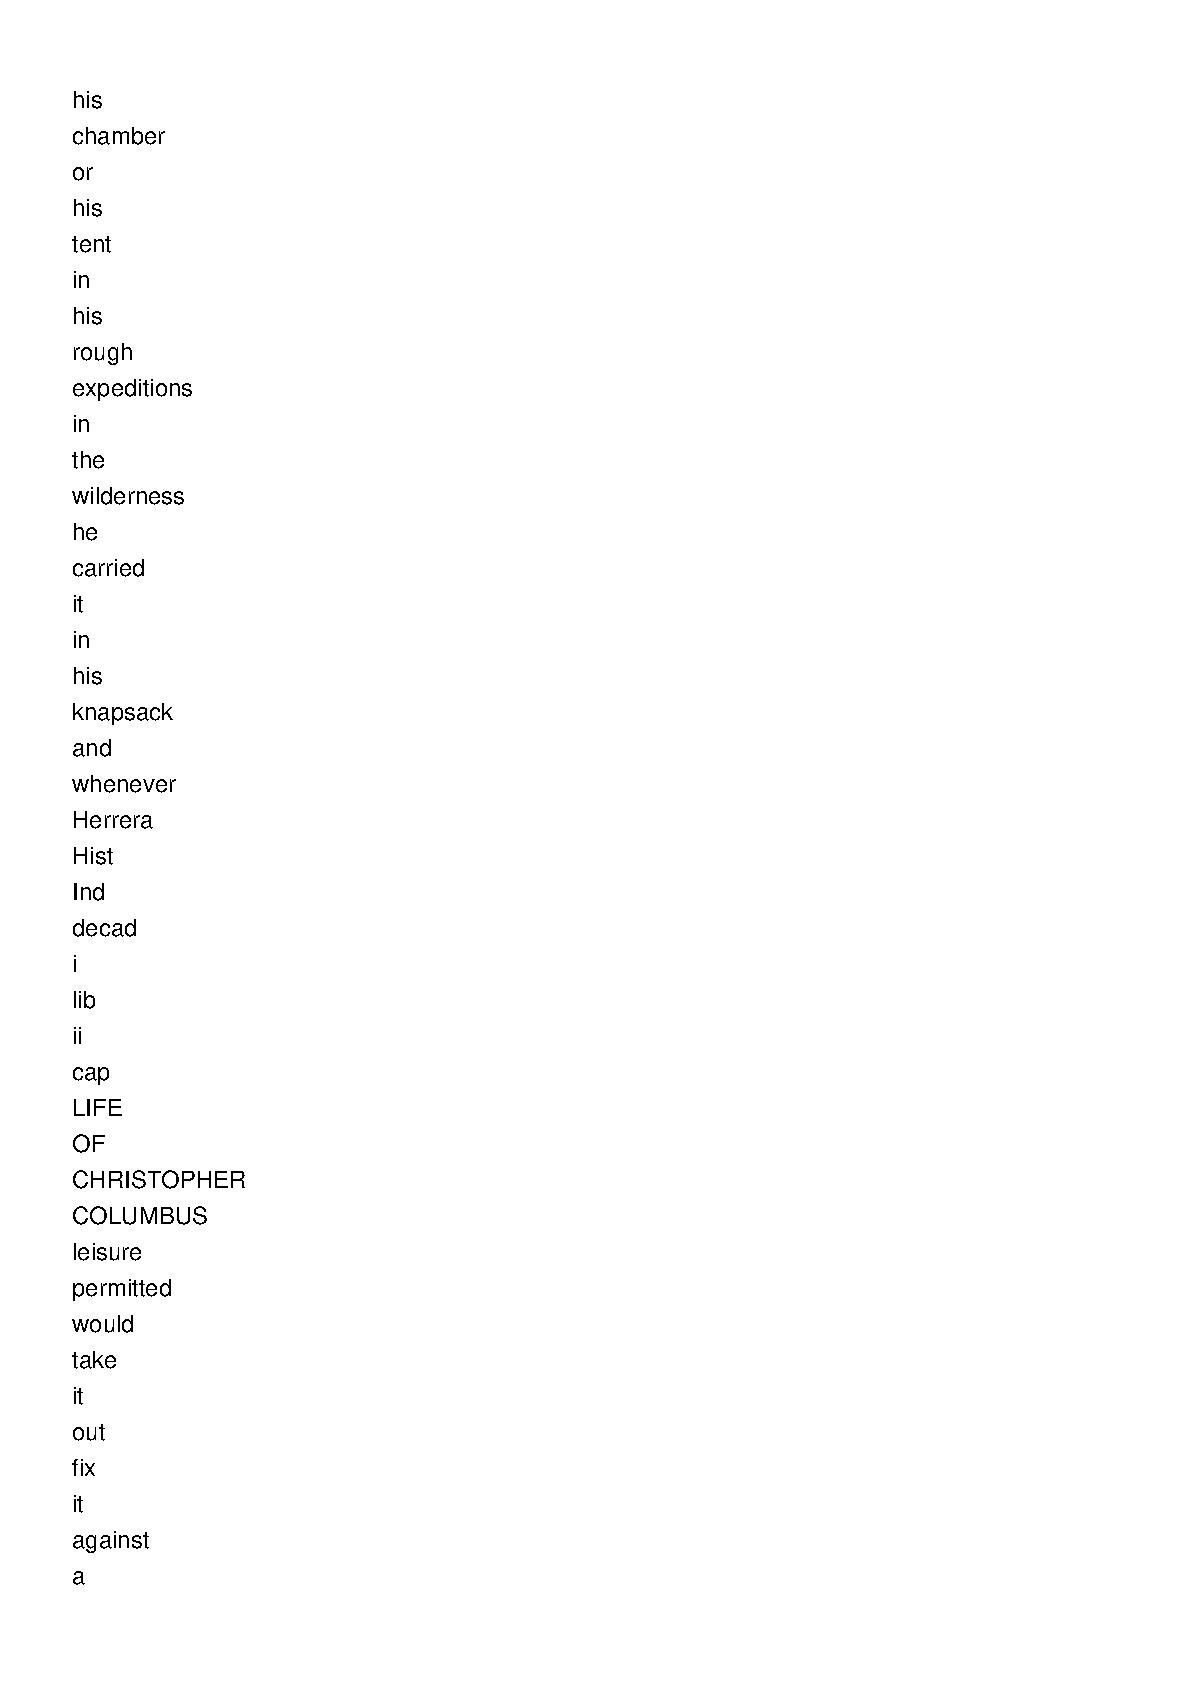 his
chamber
or
his
tent
in
his
rough
expeditions
in
the
wilderness
he
carried
it
in
his
knapsack
and
whenever
Herrera
Hist
Ind
decad
i
lib
ii
cap
LIFE
OF
CHRISTOPHER
COLUMBUS
leisure
permitted
would
take
it
out
fix
it
against
a